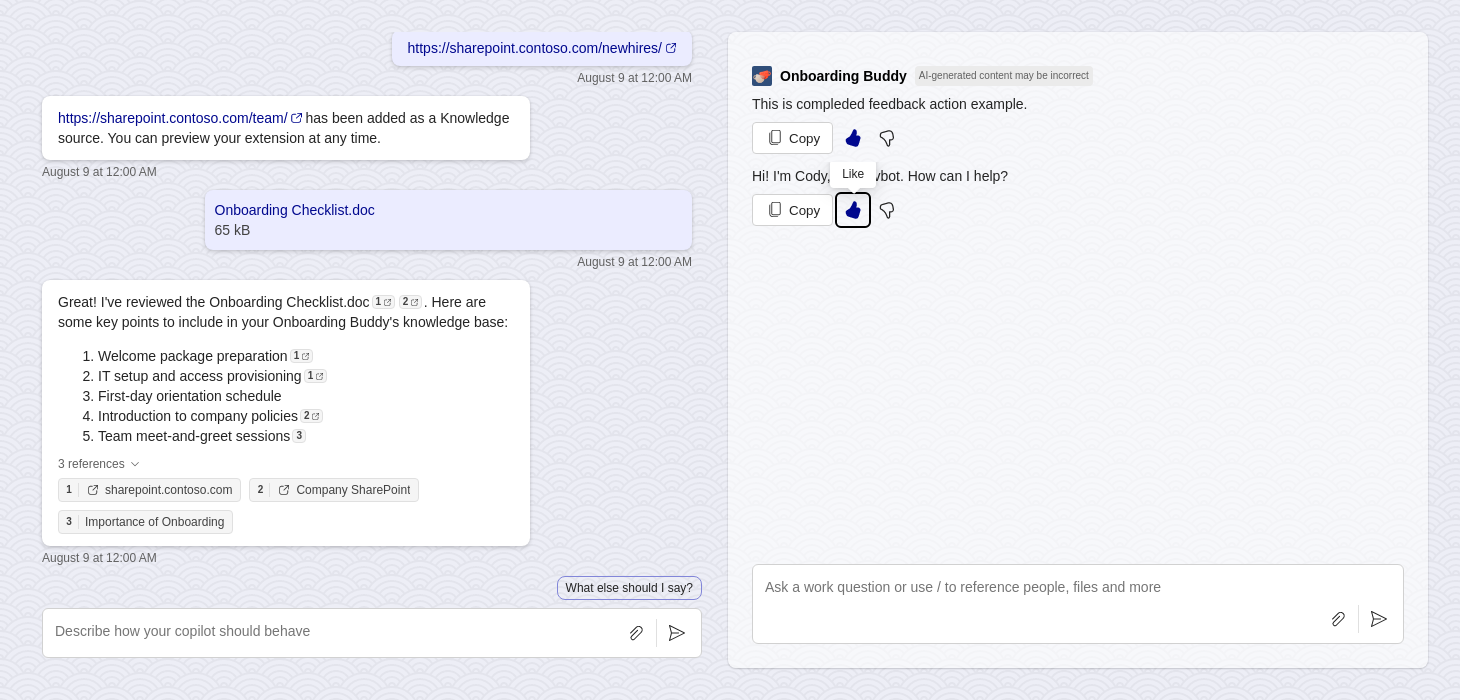 https://sharepoint.contoso.com/newhires/
August 9 at 12:00 AM
https://sharepoint.contoso.com/team/ has been added as a Knowledge
source. You can preview your extension at any time.
August 9 at 12:00 AM
Onboarding Checklist.doc
65 kB
August 9 at 12:00 AM
Great! I've reviewed the Onboarding Checklist.doc 1 2 . Here are
some key points to include in your Onboarding Buddy's knowledge base:
1. Welcome package preparation 1
2. IT setup and access provisioning 1
3. First-day orientation schedule
4. Introduction to company policies 2
5. Team meet-and-greet sessions 3
3 references
1 sharepoint.contoso.com
2 Company SharePoint
3 Importance of Onboarding
August 9 at 12:00 AM
What else should I say?
Describe how your copilot should behave
Onboarding Buddy AI-generated content may be incorrect
This is compleded feedback action example.
Copy
Like
Hi! I'm Cody, vbot. How can I help?
Copy
Ask a work question or use / to reference people, files and more